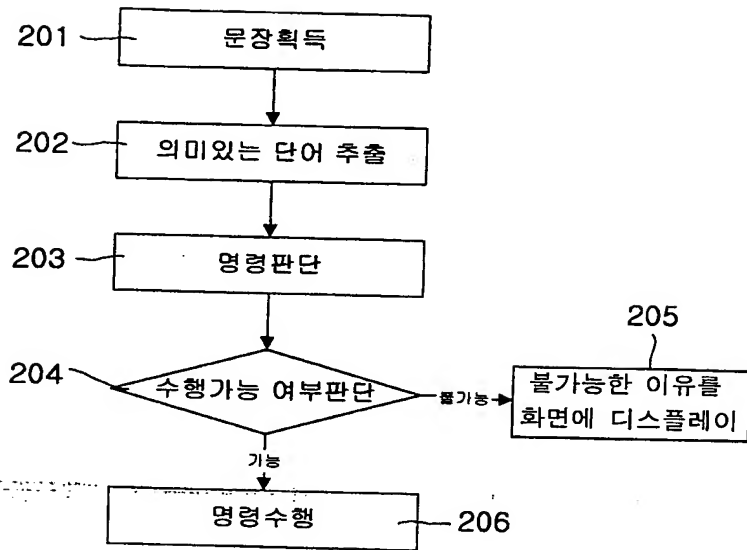 201
문장획득
202
의미있는 단어 추출
203
명령판단
205
204
수행가능 여부판단
불가능
불가능한 이유를
화면에 디스플레이
가능
명령수행
206